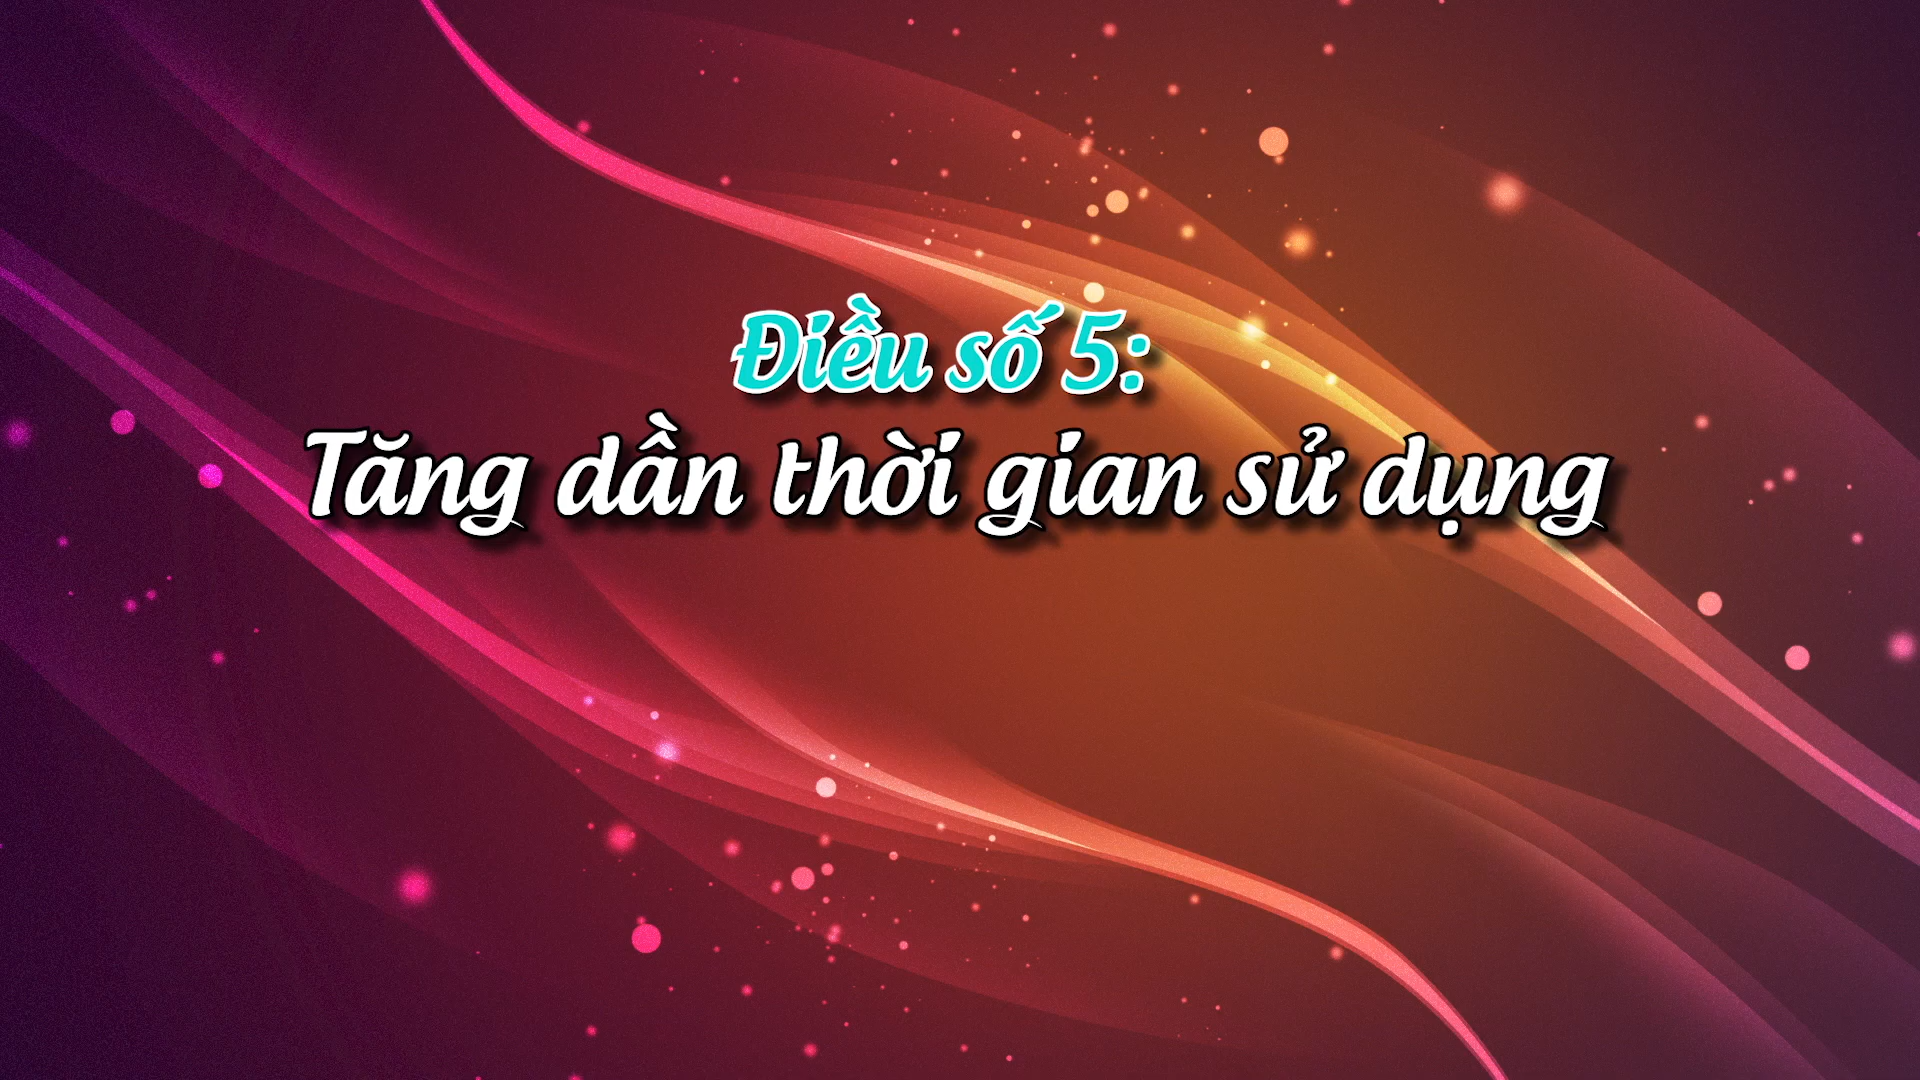 Điều số 5:
Tăng dần thời gian sử dụng